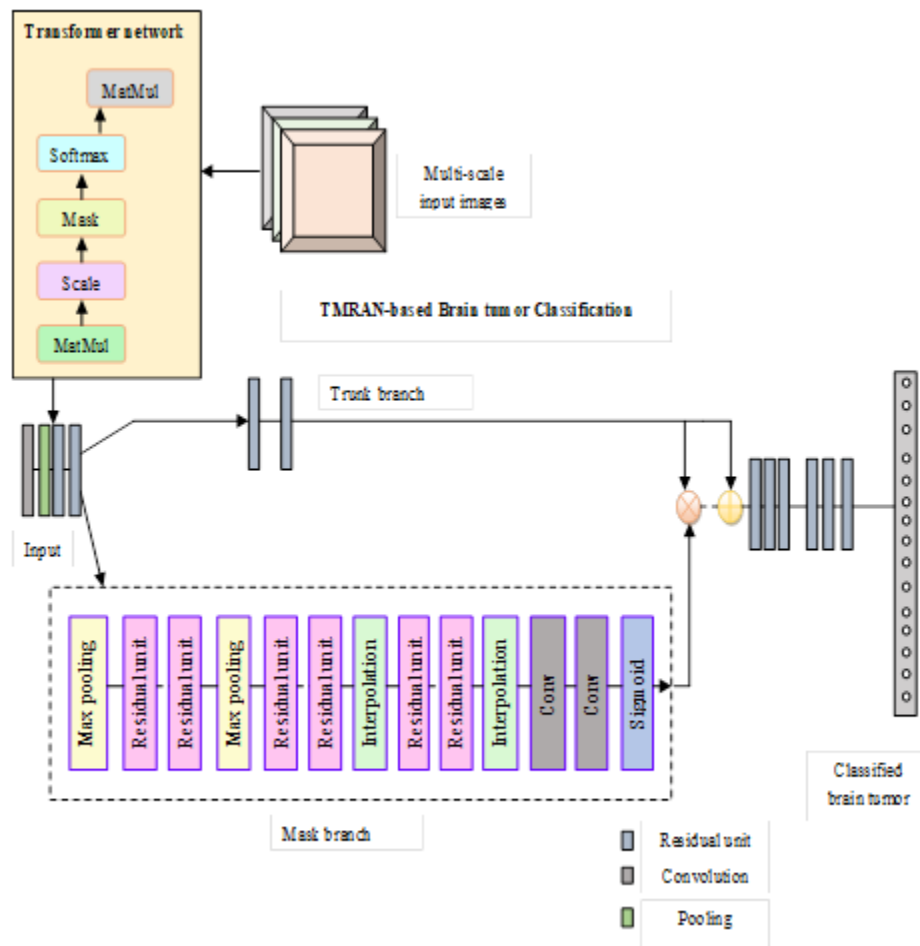 Transformer network
MatMul
Softmax
Mask
Scale
MatMul
Multi-scale
input images
TMRAN-based Brain tumor Classification
Trunk branch
Input
Max pooling
Residual unit
Residual unit
Max pooling
Residual unit
Residual unit
Interpolation
Residual unit
Residual unit
Interpolation
Conv
Conv
Sigmoid
Mask branch
Classified
brain tumor
Residual unit
Convolution
Pooling